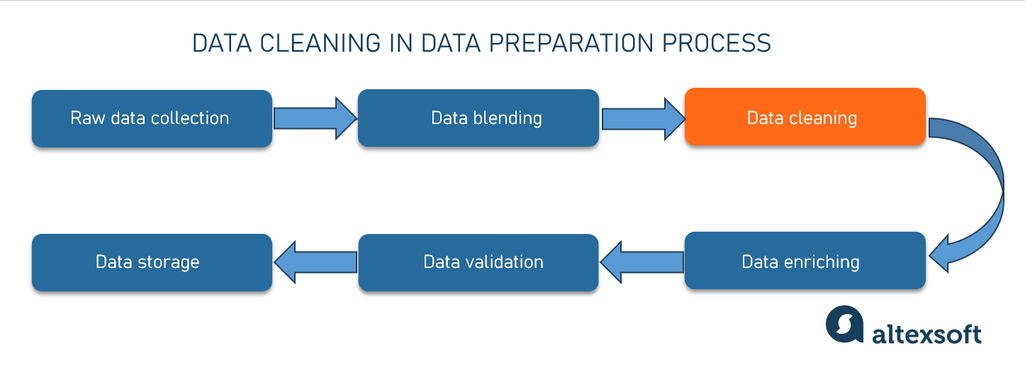 DATA CLEANING IN DATA PREPARATION PROCESS
Raw data collection
Data blending
Data cleaning
Data enriching
Data validation
Data storage
altexsoft